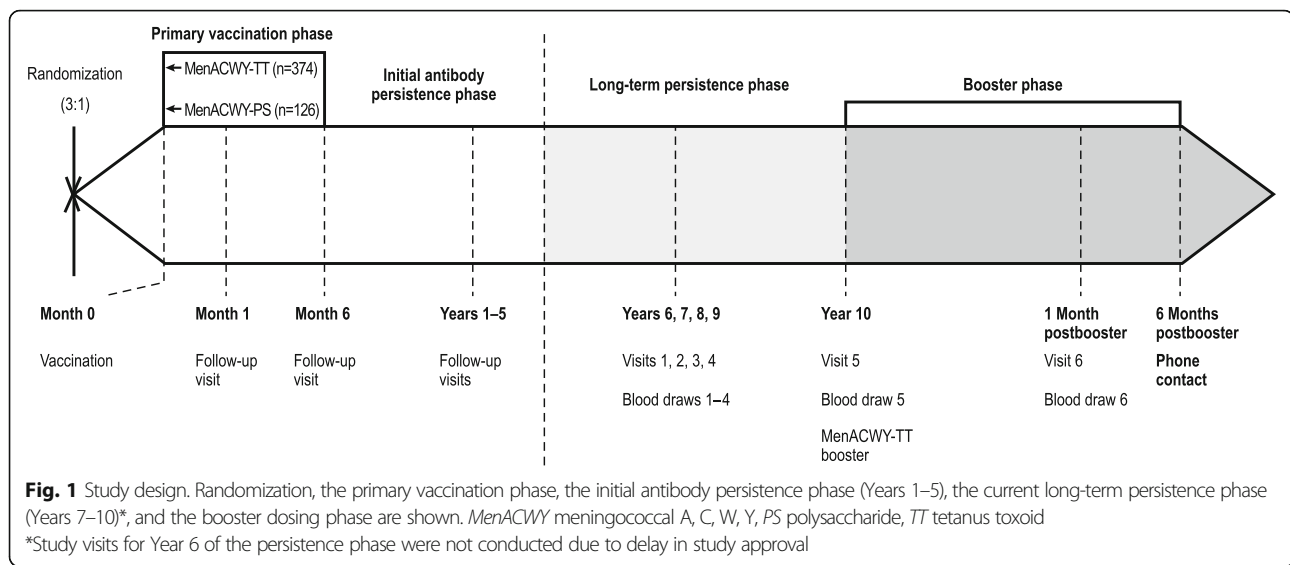 Primary vaccination phase
Randomization
(3:1)
MenACWY-TT (n=374)
MenACWY-PS (n=126)
Initial antibody
persistence phase
Long-term persistence phase
Booster phase
Month 0
Vaccination
Month 1
Follow-up
visit
Month 6
Follow-up
visit
Years 1–5
Follow-up
visits
Years 6, 7, 8, 9
Visits 1, 2, 3, 4
Blood draws 1–4
Year 10
Visit 5
Blood draw 5
MenACWY-TT
booster
1 Month
postbooster
Visit 6
Blood draw 6
6 Months
postbooster
Phone
contact
Fig. 1 Study design. Randomization, the primary vaccination phase, the initial antibody persistence phase (Years 1–5), the current long-term persistence phase
(Years 7–10)*, and the booster dosing phase are shown. MenACWY meningococcal A, C, W, Y, PS polysaccharide, TT tetanus toxoid
*Study visits for Year 6 of the persistence phase were not conducted due to delay in study approval